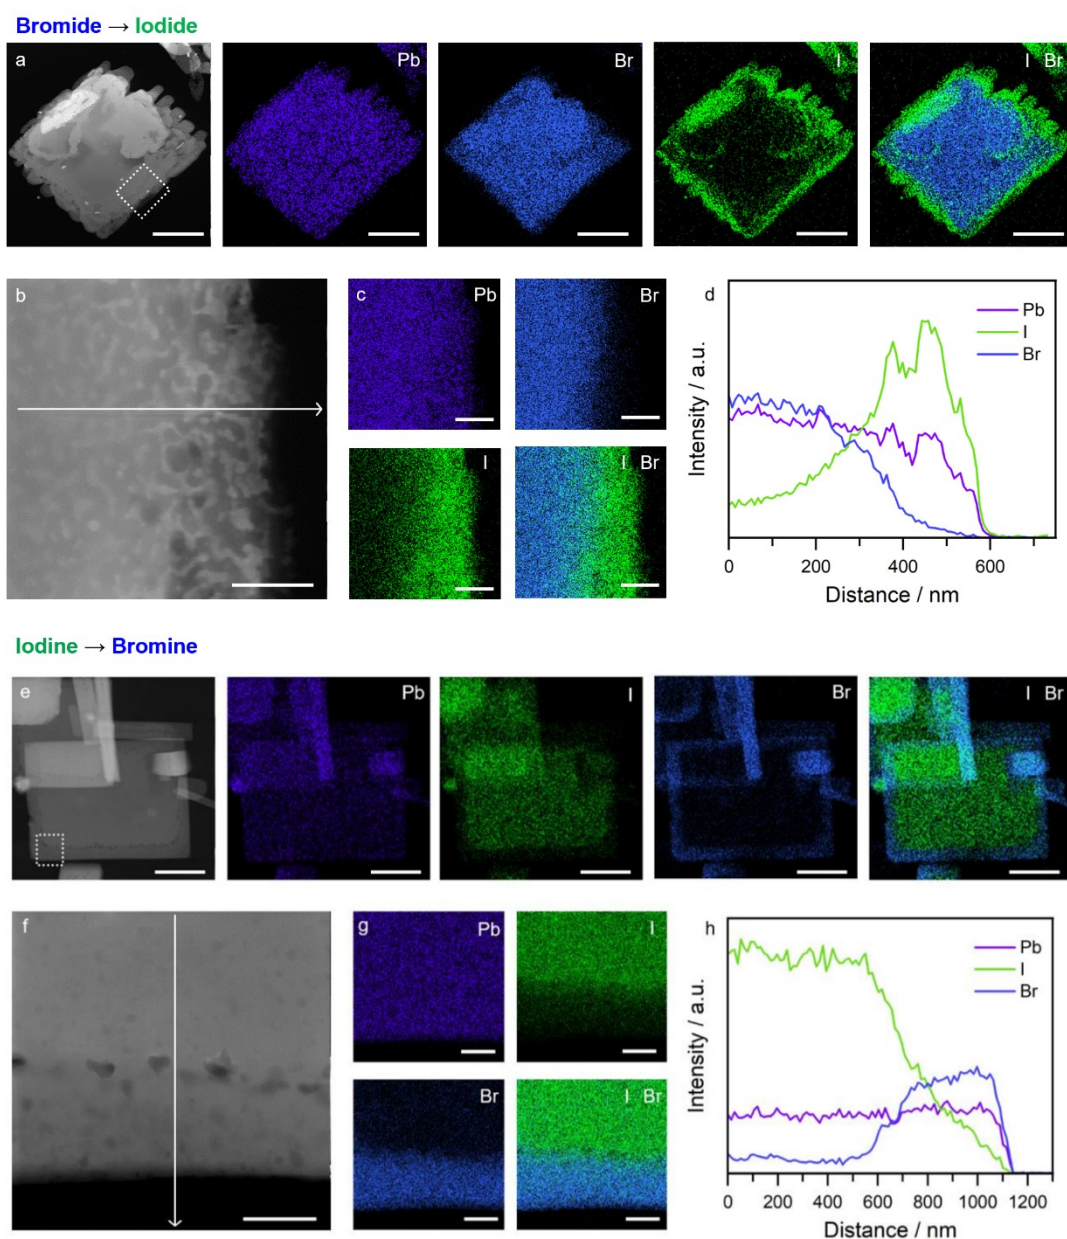 Bromide → Iodide
a
Pb
Br
I
I Br
b
c
Pb
Br
I
I Br
d
Pb
I
Br
Intensity / a.u.
0 200 400 600
Distance / nm
Iodine → Bromine
e
Pb
I
Br
I Br
f
g
Pb
I
Br
I Br
h
Pb
I
Br
Intensity / a.u.
0 200 400 600 800 1000 1200
Distance / nm